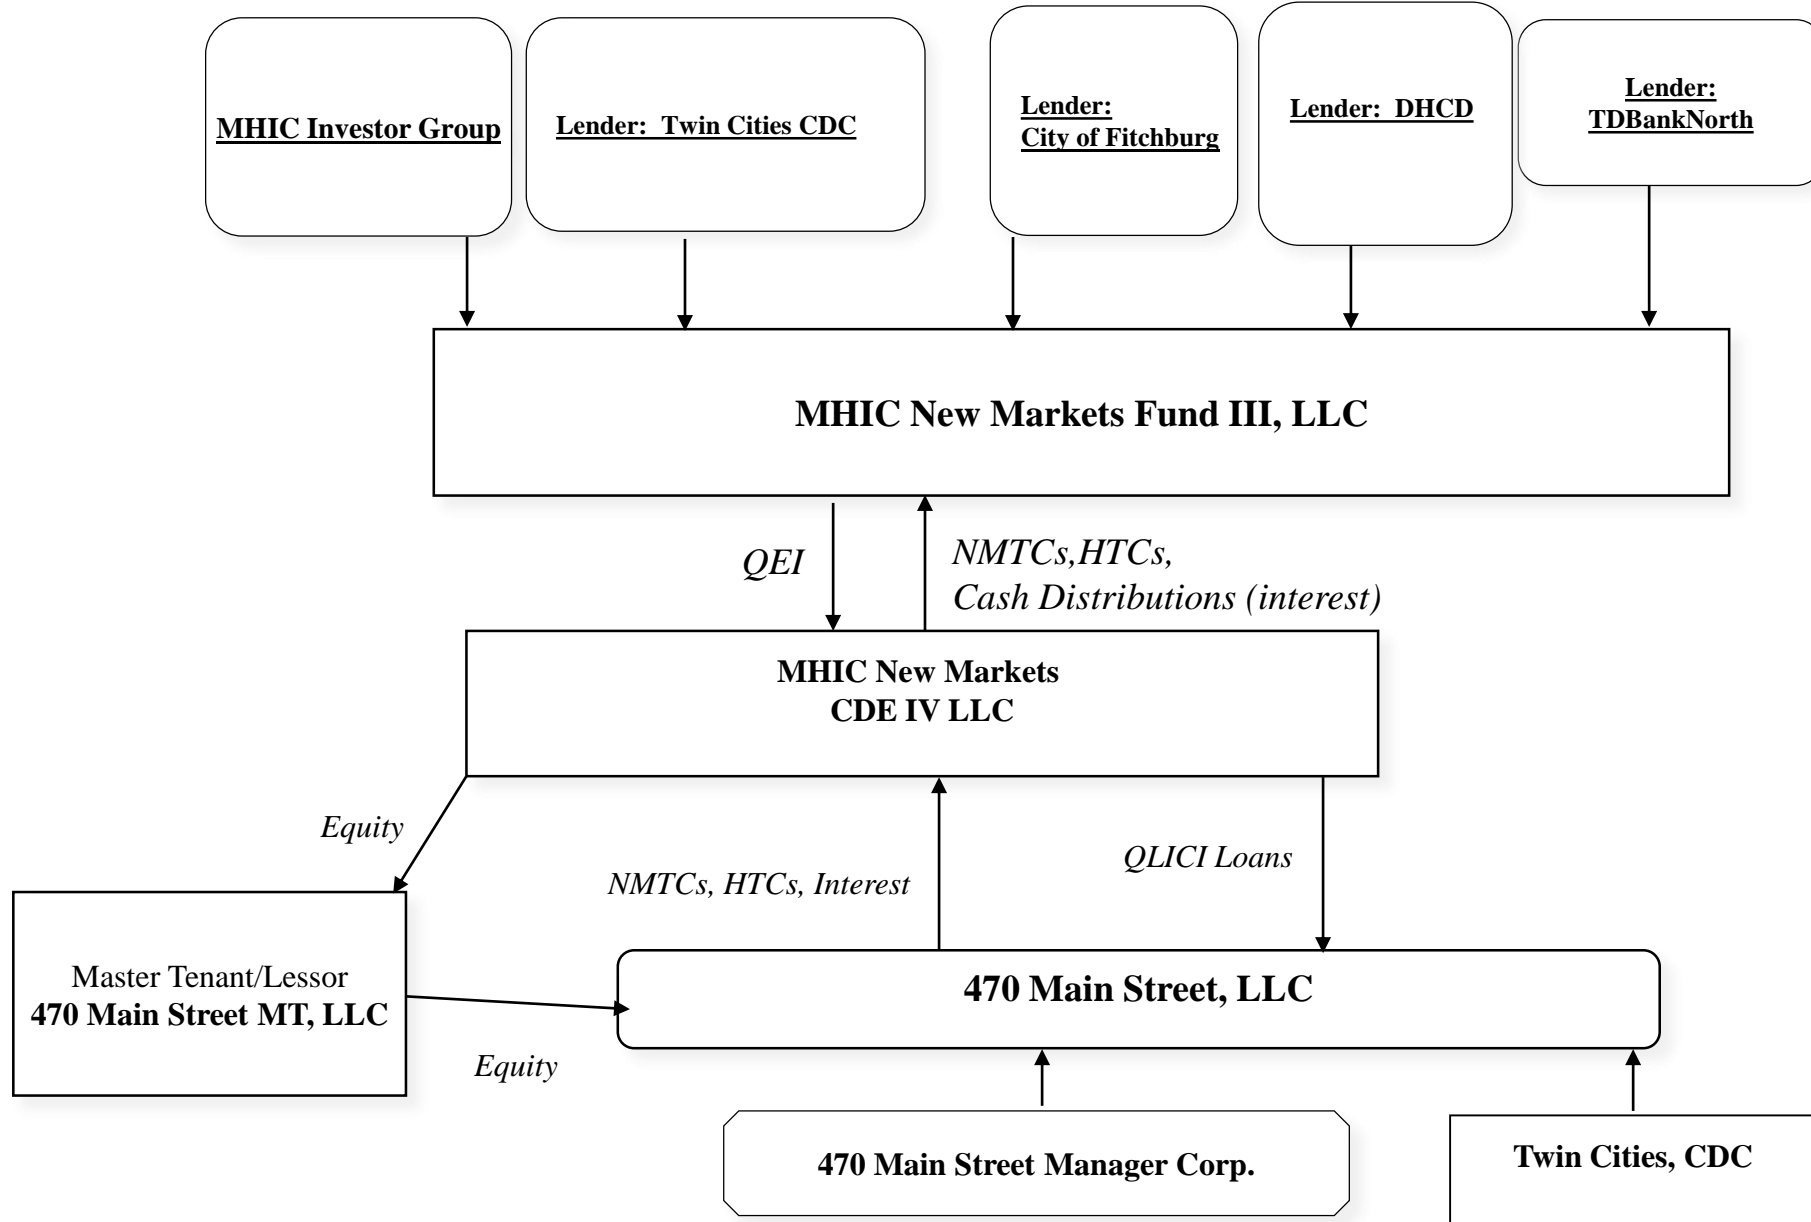 MHIC Investor Group
Lender:  Twin Cities CDC
Lender:
City of Fitchburg
Lender:  DHCD
Lender:
TDBankNorth
MHIC New Markets Fund III, LLC
QEI
NMTCs,HTCs,
Cash Distributions (interest)
MHIC New Markets
CDE IV LLC
Equity
NMTCs, HTCs, Interest
QLICI Loans
Master Tenant/Lessor
470 Main Street MT, LLC
470 Main Street, LLC
Equity
470 Main Street Manager Corp.
Twin Cities, CDC